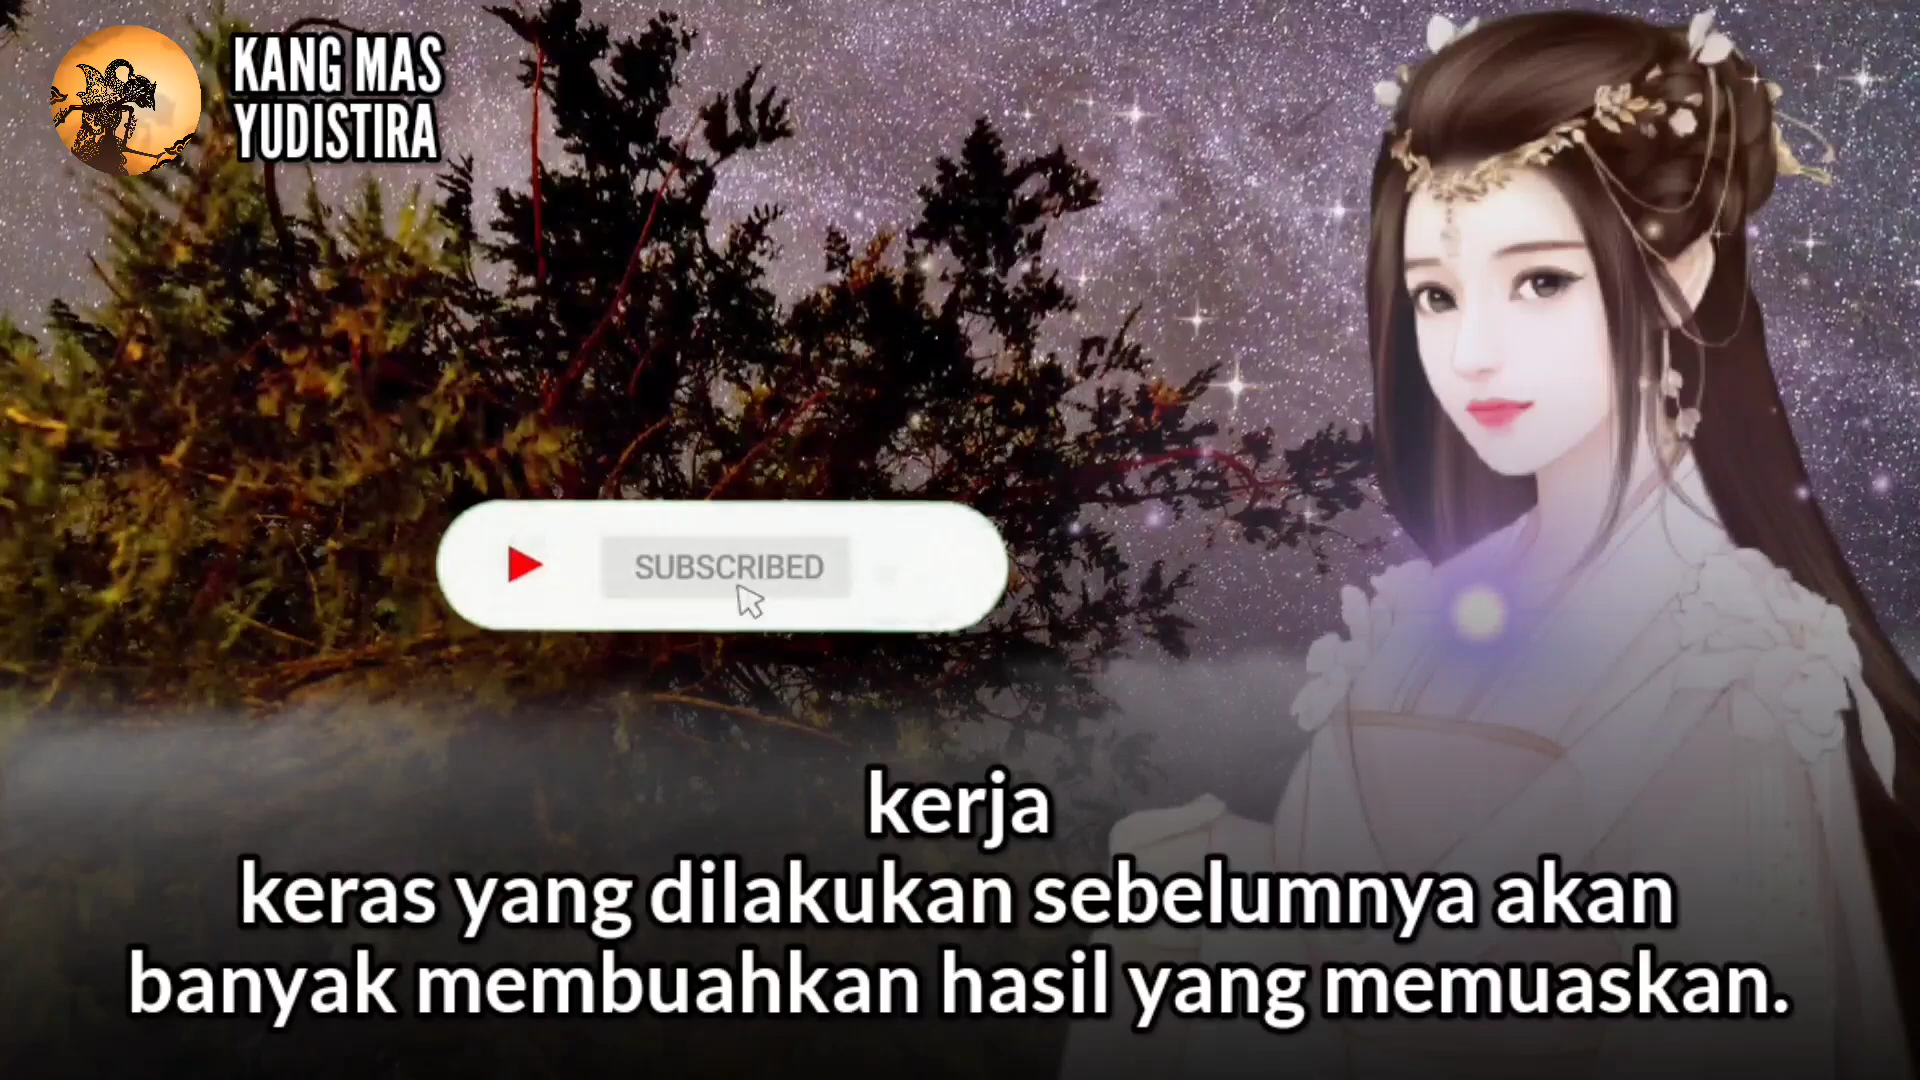 KANG MAS
YUDISTIRA
SUBSCRIBED
kerja
keras yang dilakukan sebelumnya akan
banyak membuahkan hasil yang memuaskan.